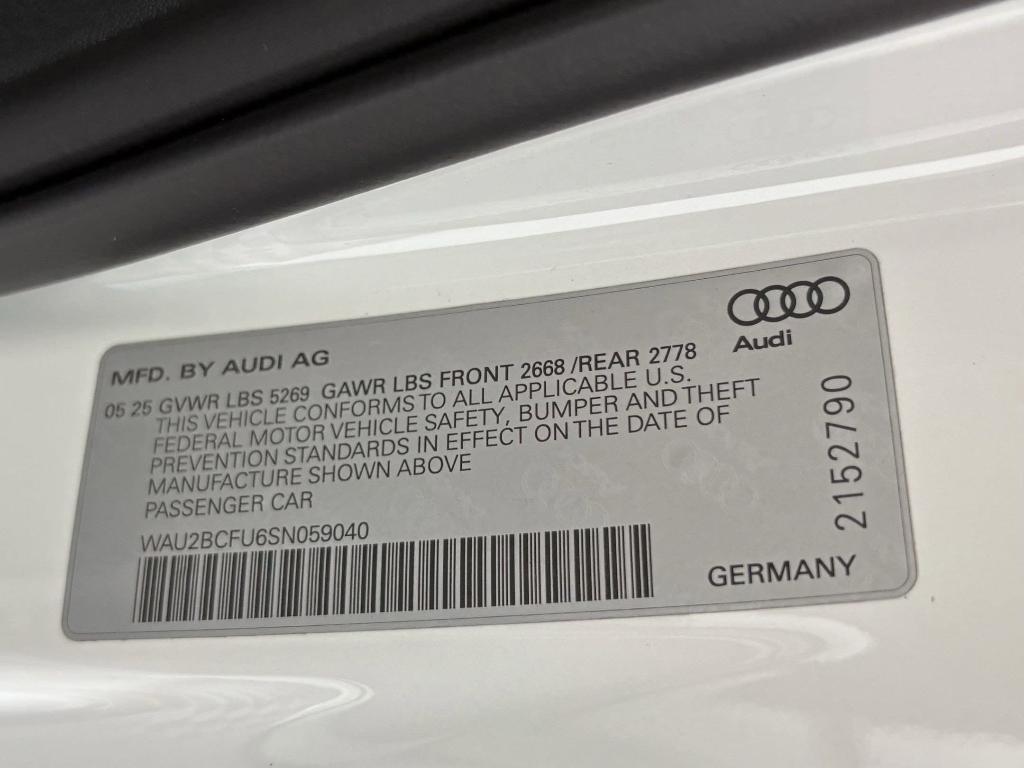 Audi
MFD. BY AUDI AG
05 25 GVWR LBS 5269 GAWR LBS FRONT 2668 /REAR 2778
THIS VEHICLE CONFORMS TO ALL APPLICABLE U.S.
FEDERAL MOTOR VEHICLE SAFETY, BUMPER AND THEFT
PREVENTION STANDARDS IN EFFECT ON THE DATE OF
MANUFACTURE SHOWN ABOVE
PASSENGER CAR
WAU2BCFU6SN059040
GERMANY
2152790